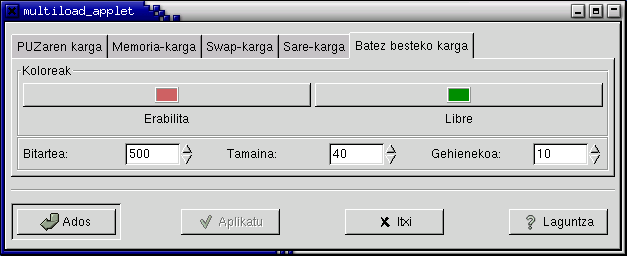 multiload_applet
PUZaren karga Memoria-karga Swap-karga Sare-karga Batez besteko karga
Koloreak
Erabilita Libre
Bitartea: 500 Tamaina: 40 Gehienekoa: 10
Ados Aplikatu Itxi Laguntza